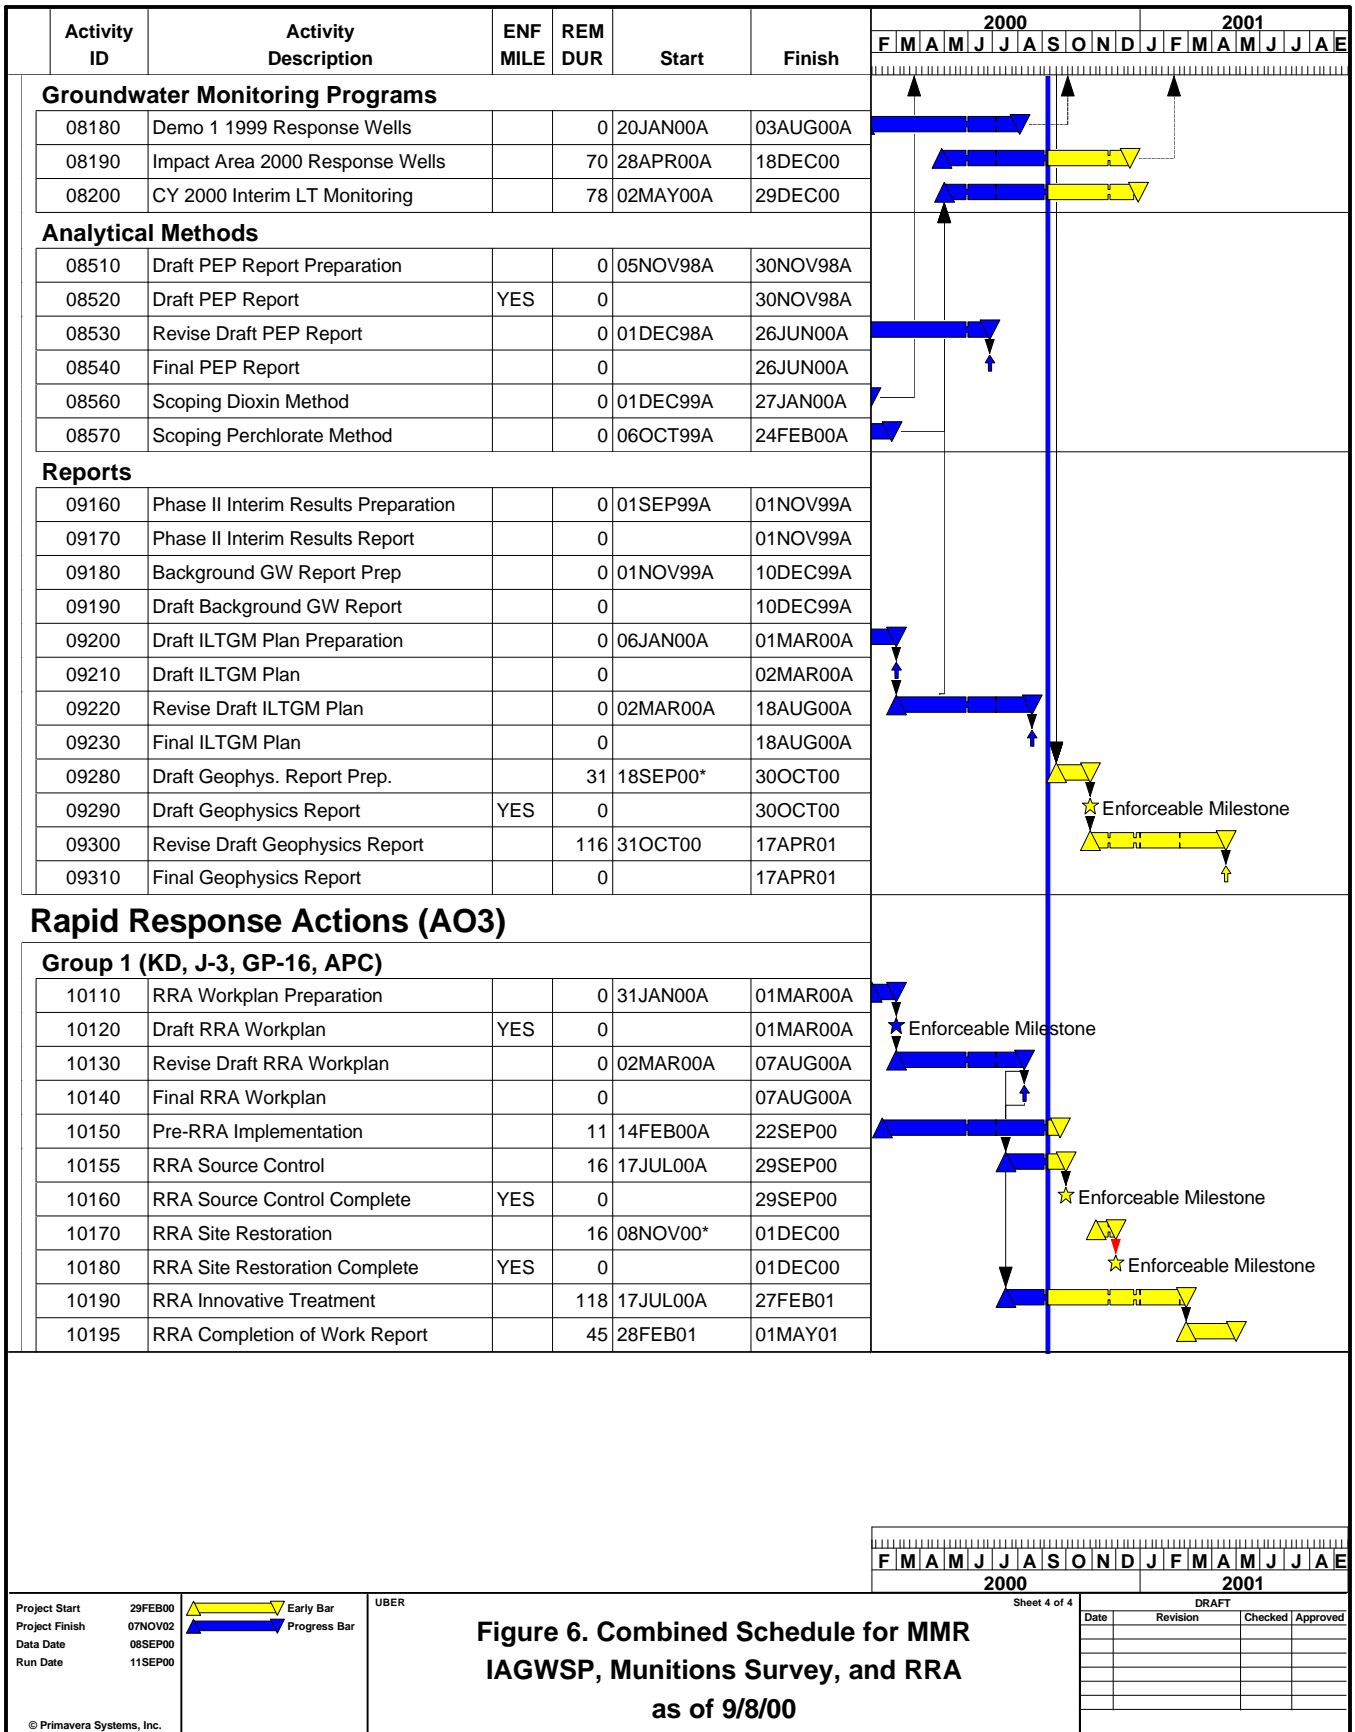 Activity ID Activity Description ENF MILE REM DUR Start Finish
2000 2001
F M A M J J A S O N D J F M A M J J A E
Groundwater Monitoring Programs
08180 Demo 1 1999 Response Wells 0 20JAN00A 03AUG00A
08190 Impact Area 2000 Response Wells 70 28APR00A 18DEC00
08200 CY 2000 Interim LT Monitoring 78 02MAY00A 29DEC00
Analytical Methods
08510 Draft PEP Report Preparation 0 05NOV98A 30NOV98A
08520 Draft PEP Report YES 0 30NOV98A
08530 Revise Draft PEP Report 0 01DEC98A 26JUN00A
08540 Final PEP Report 0 26JUN00A
08560 Scoping Dioxin Method 0 01DEC99A 27JAN00A
08570 Scoping Perchlorate Method 0 06OCT99A 24FEB00A
Reports
09160 Phase II Interim Results Preparation 0 01SEP99A 01NOV99A
09170 Phase II Interim Results Report 0 01NOV99A
09180 Background GW Report Prep 0 01NOV99A 10DEC99A
09190 Draft Background GW Report 0 10DEC99A
09200 Draft ILTGM Plan Preparation 0 06JAN00A 01MAR00A
09210 Draft ILTGM Plan 0 02MAR00A
09220 Revise Draft ILTGM Plan 0 02MAR00A 18AUG00A
09230 Final ILTGM Plan 0 18AUG00A
09280 Draft Geophys. Report Prep. 31 18SEP00* 30OCT00
09290 Draft Geophysics Report YES 0 30OCT00 Enforceable Milestone
09300 Revise Draft Geophysics Report 116 31OCT00 17APR01
09310 Final Geophysics Report 0 17APR01
Rapid Response Actions (AO3)
Group 1 (KD, J-3, GP-16, APC)
10110 RRA Workplan Preparation 0 31JAN00A 01MAR00A
10120 Draft RRA Workplan YES 0 01MAR00A Enforceable Milestone
10130 Revise Draft RRA Workplan 0 02MAR00A 07AUG00A
10140 Final RRA Workplan 0 07AUG00A
10150 Pre-RRA Implementation 11 14FEB00A 22SEP00
10155 RRA Source Control 16 17JUL00A 29SEP00
10160 RRA Source Control Complete YES 0 29SEP00 Enforceable Milestone
10170 RRA Site Restoration 16 08NOV00* 01DEC00
10180 RRA Site Restoration Complete YES 0 01DEC00 Enforceable Milestone
10190 RRA Innovative Treatment 118 17JUL00A 27FEB01
10195 RRA Completion of Work Report 45 28FEB01 01MAY01
F M A M J J A S O N D J F M A M J J A E
2000 2001
Project Start 29FEB00
Project Finish 07NOV02
Data Date 08SEP00
Run Date 11SEP00
© Primavera Systems, Inc.
Early Bar
Progress Bar
UBER
Sheet 4 of 4
Figure 6. Combined Schedule for MMR
IAGWSP, Munitions Survey, and RRA
as of 9/8/00
DRAFT
Date Revision Checked Approved